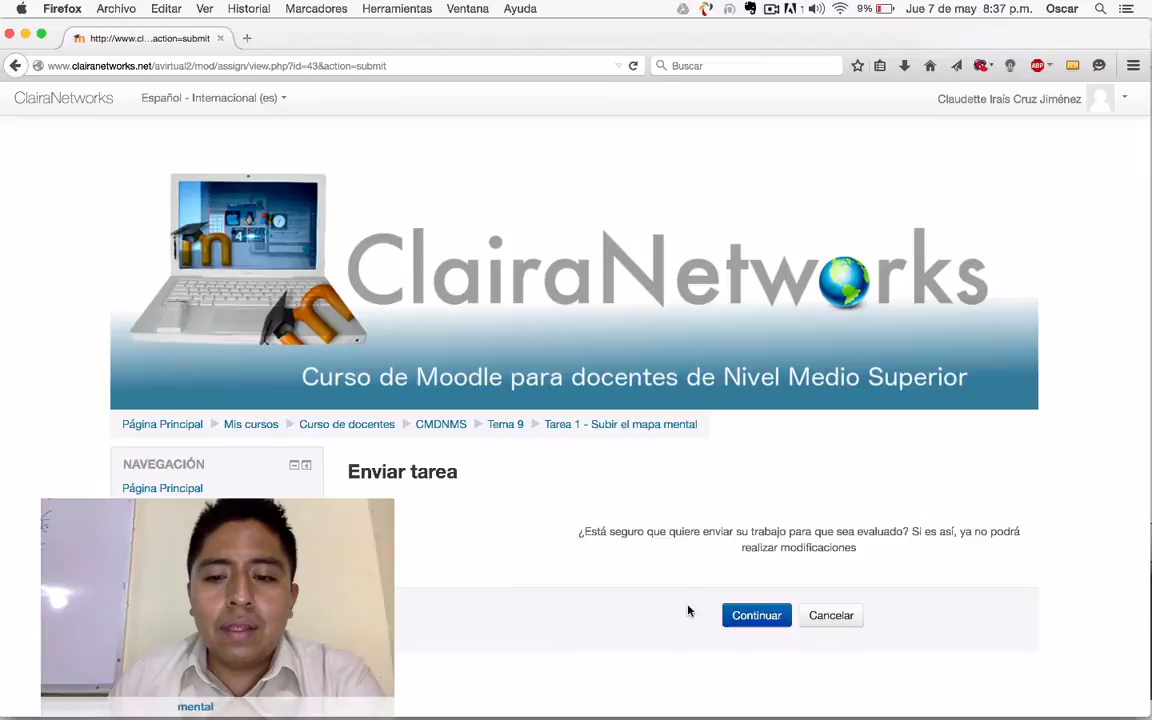 Firefox Archivo Editar Ver Historial Marcadores Herramientas Ventana Ayuda 1 9% Jue 7 de may 8:37 p.m. Oscar
http://www.cl...action=submit
www.clairanetworks.net/avirtual2/mod/assign/view.php?id=43&action=submit Buscar ABP
ClairaNetworks Español - Internacional (es) Claudette Iraís Cruz Jiménez
ClairaNetworks
Curso de Moodle para docentes de Nivel Medio Superior
Página Principal Mis cursos Curso de docentes CMDNMS Tema 9 Tarea 1 - Subir el mapa mental
NAVEGACIÓN
Página Principal
Enviar tarea
¿Está seguro que quiere enviar su trabajo para que sea evaluado? Si es así, ya no podrá
realizar modificaciones
Continuar Cancelar
mental